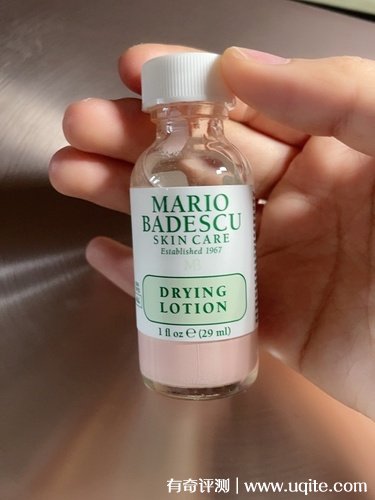 MARIO
BADESCU
SKIN CARE
Established 1967
MB
DRYING
LOTION
1 fl oz ℮ (29 ml)
有奇评测 | www.uqite.com